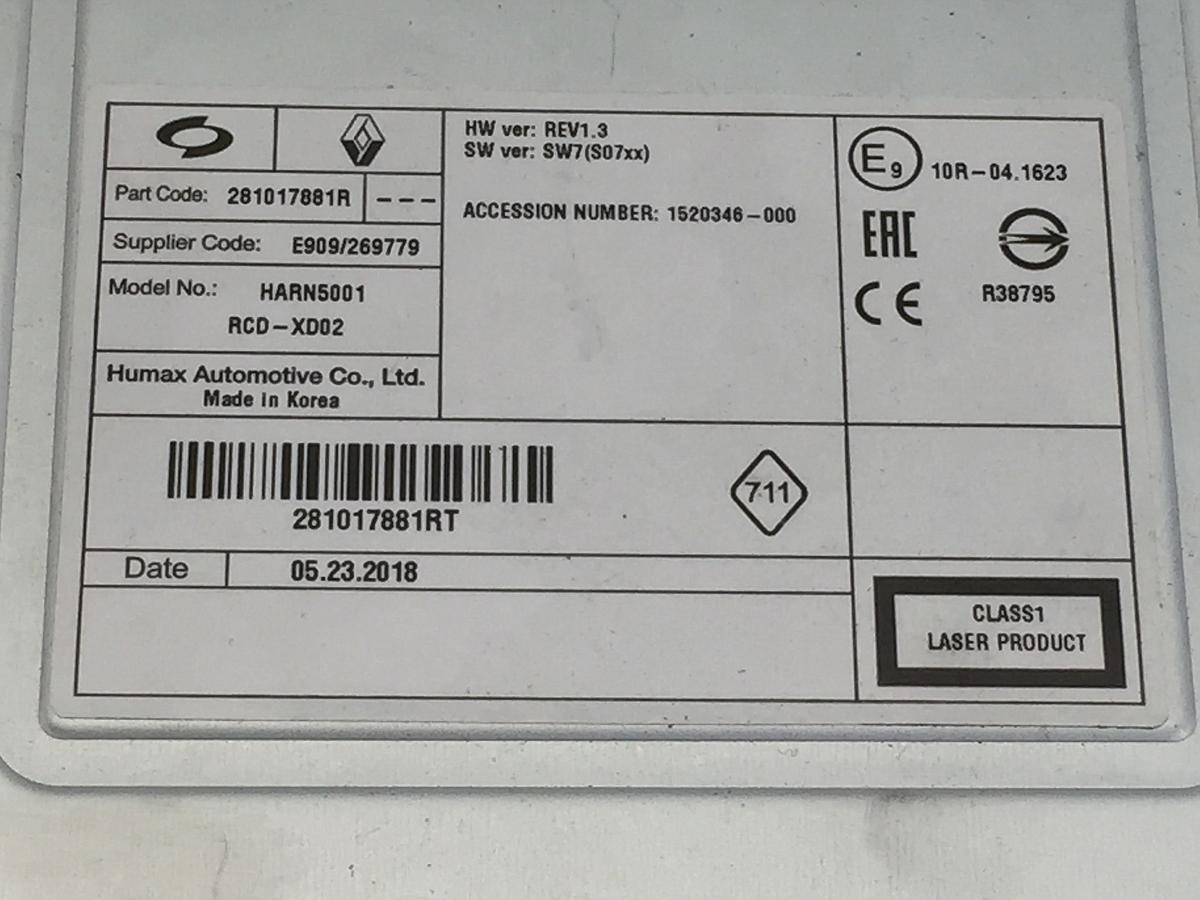 Part Code: 281017881R ---
Supplier Code: E909/269779
Model No.: HARN5001
RCD-XD02
Humax Automotive Co., Ltd.
Made in Korea
HW ver: REV1.3
SW ver: SW7(S07xx)
ACCESSION NUMBER: 1520346-000
E9 10R-04.1623
EAC
CE
R38795
281017881RT
711
Date 05.23.2018
CLASS1
LASER PRODUCT